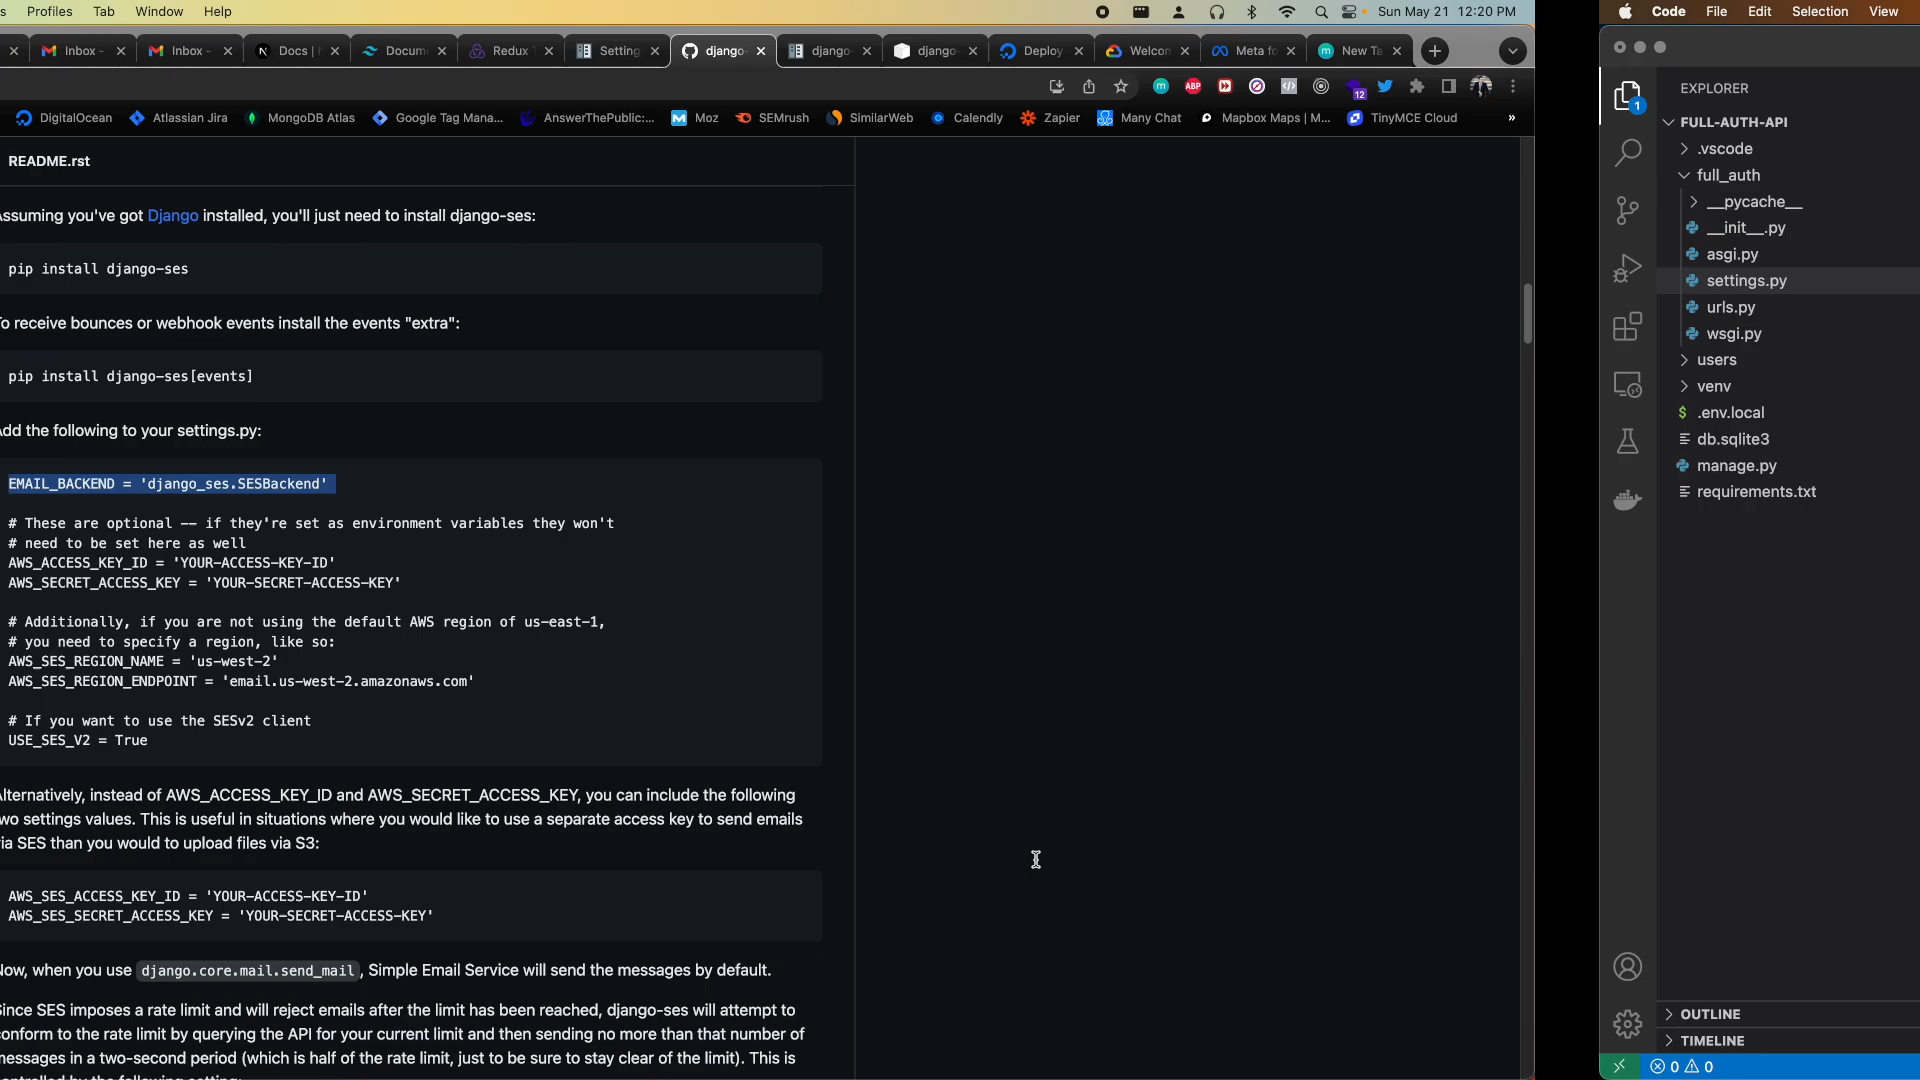 s Profiles Tab Window Help Sun May 21 12:20 PM
Inbox - Inbox - Docs | Docum Redux Setting django- django- django- Deploy Welcon Meta fo New Ta
ABP 12
DigitalOcean Atlassian Jira MongoDB Atlas Google Tag Mana... AnswerThePublic:... Moz SEMrush SimilarWeb Calendly Zapier Many Chat Mapbox Maps | M... TinyMCE Cloud »
README.rst
ssuming you've got Django installed, you'll just need to install django-ses:
pip install django-ses
o receive bounces or webhook events install the events "extra":
pip install django-ses[events]
dd the following to your settings.py:
EMAIL_BACKEND = 'django_ses.SESBackend'
# These are optional -- if they're set as environment variables they won't
# need to be set here as well
AWS_ACCESS_KEY_ID = 'YOUR-ACCESS-KEY-ID'
AWS_SECRET_ACCESS_KEY = 'YOUR-SECRET-ACCESS-KEY'
# Additionally, if you are not using the default AWS region of us-east-1,
# you need to specify a region, like so:
AWS_SES_REGION_NAME = 'us-west-2'
AWS_SES_REGION_ENDPOINT = 'email.us-west-2.amazonaws.com'
# If you want to use the SESv2 client
USE_SES_V2 = True
lternatively, instead of AWS_ACCESS_KEY_ID and AWS_SECRET_ACCESS_KEY, you can include the following
wo settings values. This is useful in situations where you would like to use a separate access key to send emails
ia SES than you would to upload files via S3:
AWS_SES_ACCESS_KEY_ID = 'YOUR-ACCESS-KEY-ID'
AWS_SES_SECRET_ACCESS_KEY = 'YOUR-SECRET-ACCESS-KEY'
ow, when you use django.core.mail.send_mail, Simple Email Service will send the messages by default.
ince SES imposes a rate limit and will reject emails after the limit has been reached, django-ses will attempt to
onform to the rate limit by querying the API for your current limit and then sending no more than that number of
essages in a two-second period (which is half of the rate limit, just to be sure to stay clear of the limit). This is
Code File Edit Selection View
EXPLORER
1
FULL-AUTH-API
.vscode
full_auth
__pycache__
__init__.py
asgi.py
settings.py
urls.py
wsgi.py
users
venv
$ .env.local
db.sqlite3
manage.py
requirements.txt
OUTLINE
TIMELINE
0 0